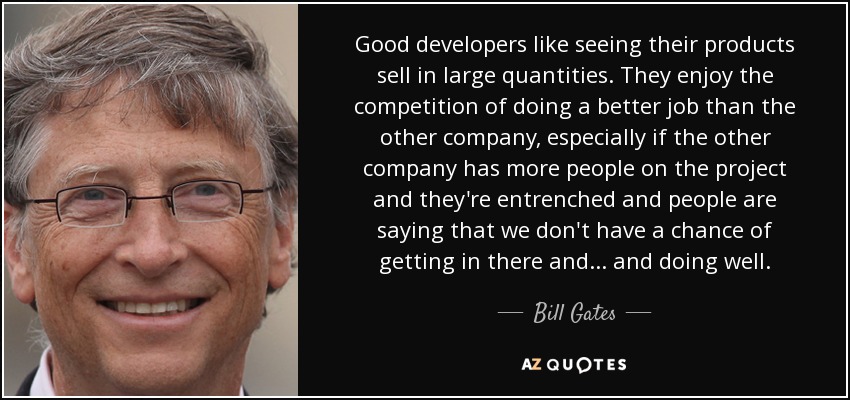 Good developers like seeing their products
sell in large quantities. They enjoy the
competition of doing a better job than the
other company, especially if the other
company has more people on the project
and they're entrenched and people are
saying that we don't have a chance of
getting in there and... and doing well.
Bill Gates
AZ QUOTES